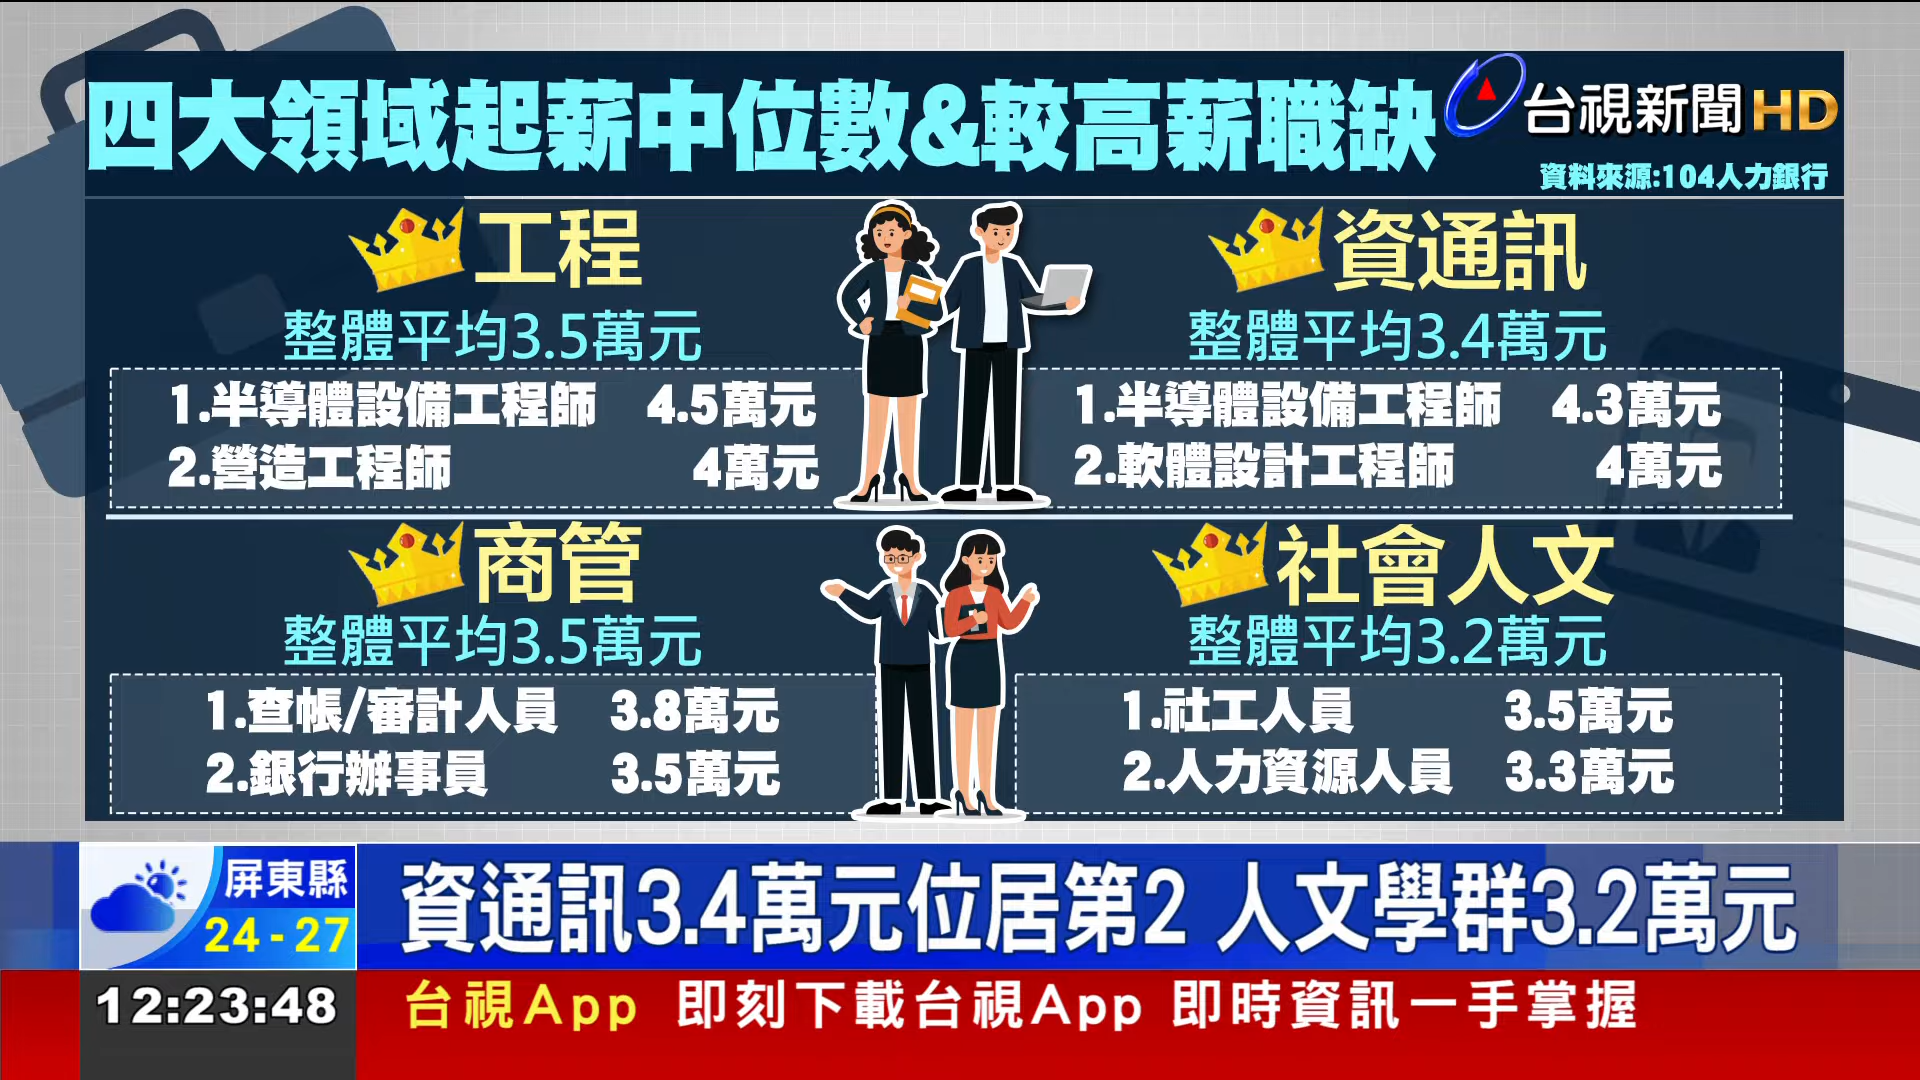 四大領域起薪中位數&較高薪職缺
台視新聞HD
資料來源:104人力銀行
工程
整體平均3.5萬元
1.半導體設備工程師 4.5萬元
2.營造工程師 4萬元
資通訊
整體平均3.4萬元
1.半導體設備工程師 4.3萬元
2.軟體設計工程師 4萬元
商管
整體平均3.5萬元
1.查帳/審計人員 3.8萬元
2.銀行辦事員 3.5萬元
社會人文
整體平均3.2萬元
1.社工人員 3.5萬元
2.人力資源人員 3.3萬元
屏東縣
24-27
資通訊3.4萬元位居第2 人文學群3.2萬元
12:23:48
台視App 即刻下載台視App 即時資訊一手掌握